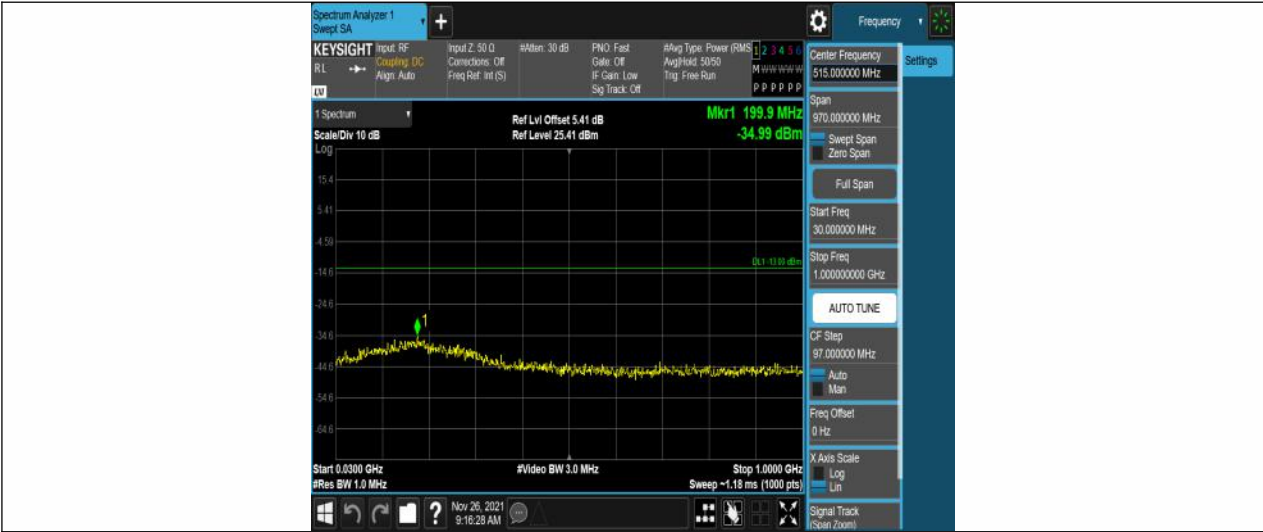 Spectrum Analyzer 1
Swept SA
+
Frequency
KEYSIGHT
RL
LW
Input: RF
Coupling: DC
Align: Auto
Input Z: 50 Ω
Corrections: Off
Freq Ref: Int (S)
#Atten: 30 dB
PNO: Fast
Gate: Off
IF Gain: Low
Sig Track: Off
#Avg Type: Power (RMS
Avg|Hold: 50/50
Trig: Free Run
1 2 3 4 5 6
M W W W W W
P P P P P P
1 Spectrum
Scale/Div 10 dB
Log
Ref Lvl Offset 5.41 dB
Ref Level 25.41 dBm
Mkr1 199.9 MHz
-34.99 dBm
15.4
5.41
-4.59
DL1 -13.00 dBm
-14.6
-24.6
1
-34.6
-44.6
-54.6
-64.6
Start 0.0300 GHz
#Res BW 1.0 MHz
#Video BW 3.0 MHz
Stop 1.0000 GHz
Sweep ~1.18 ms (1000 pts)
?
Nov 26, 2021
9:16:28 AM
Center Frequency
515.000000 MHz
Settings
Span
970.000000 MHz
Swept Span
Zero Span
Full Span
Start Freq
30.000000 MHz
Stop Freq
1.000000000 GHz
AUTO TUNE
CF Step
97.000000 MHz
Auto
Man
Freq Offset
0 Hz
X Axis Scale
Log
Lin
Signal Track
(Span Zoom)